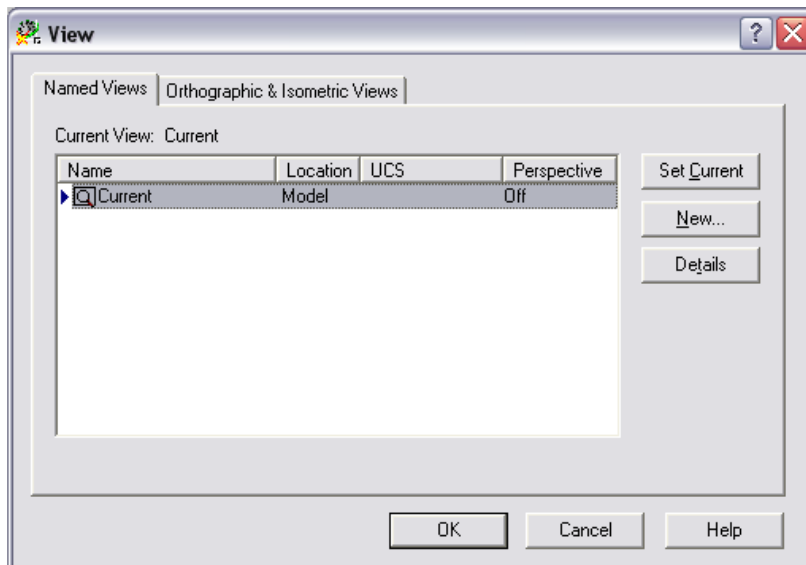 View
Named Views Orthographic & Isometric Views
Current View: Current
Name Location UCS Perspective
Current Model Off
Set Current
New...
Details
OK Cancel Help